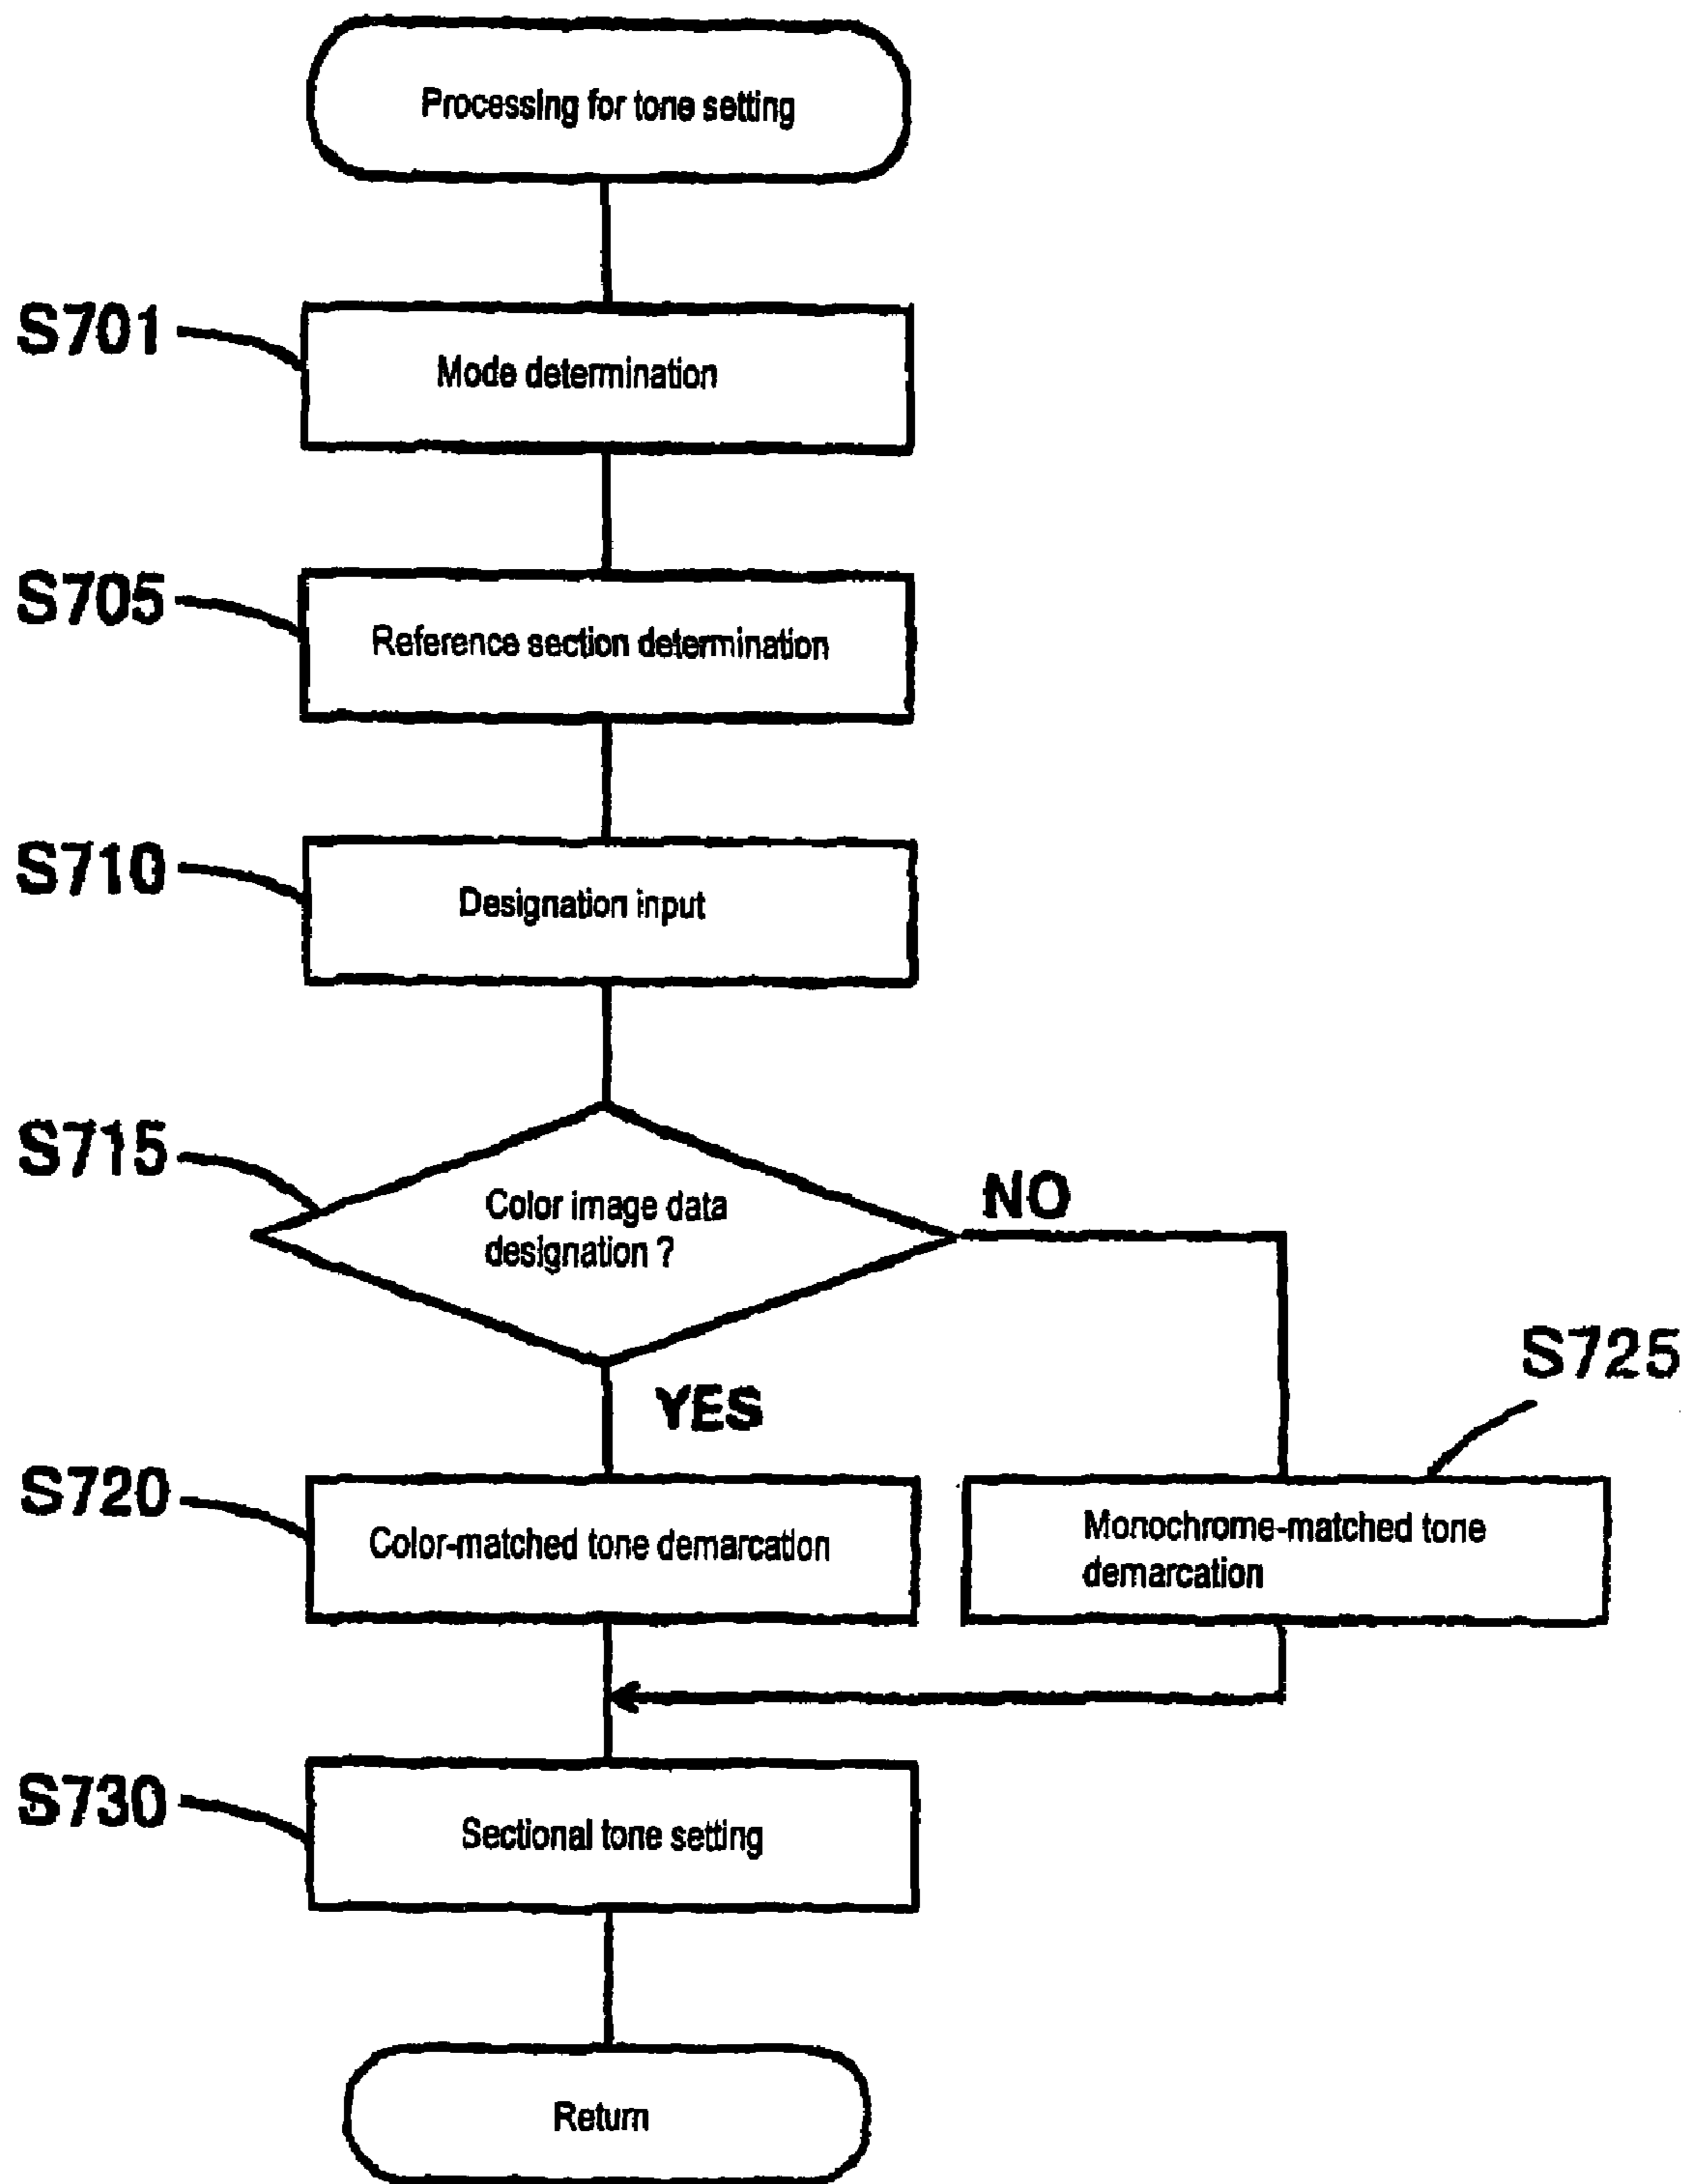 Processing for tone setting
S701
Mode determination
S705
Reference section determination
S710
Designation input
S715
Color image data
designation ?
NO
YES
S725
S720
Color-matched tone demarcation
Monochrome-matched tone
demarcation
S730
Sectional tone setting
Return